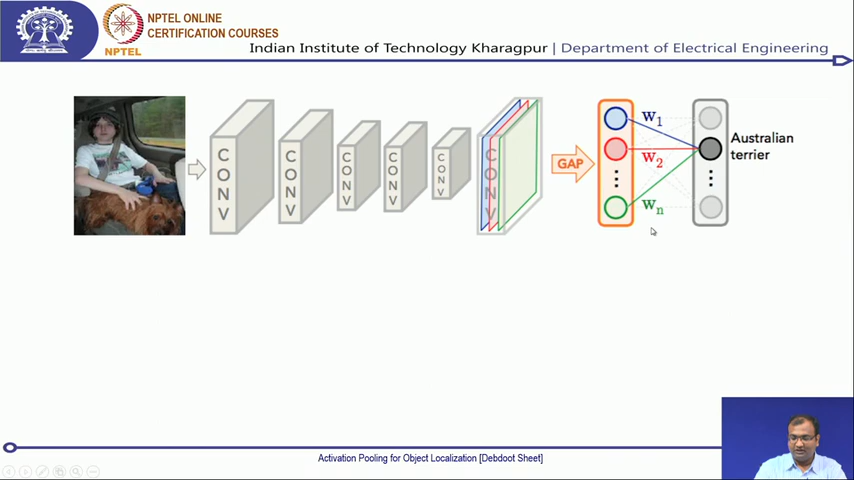 NPTEL ONLINE
CERTIFICATION COURSES
NPTEL
Indian Institute of Technology Kharagpur | Department of Electrical Engineering
CONV
CONV
CONV
CONV
CONV
CONV
GAP
w1
w2
wn
Australian
terrier
Activation Pooling for Object Localization [Debdoot Sheet]